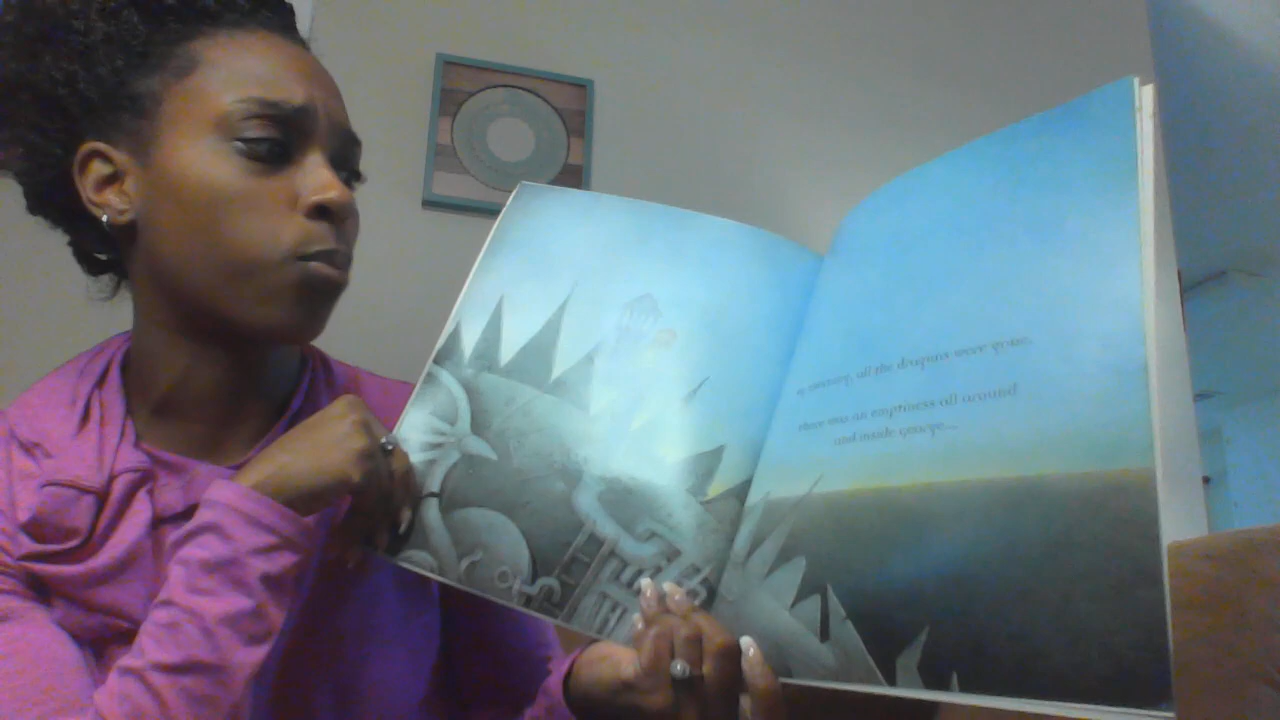 all the dragons were gone.
There was an emptiness all around
and inside George...